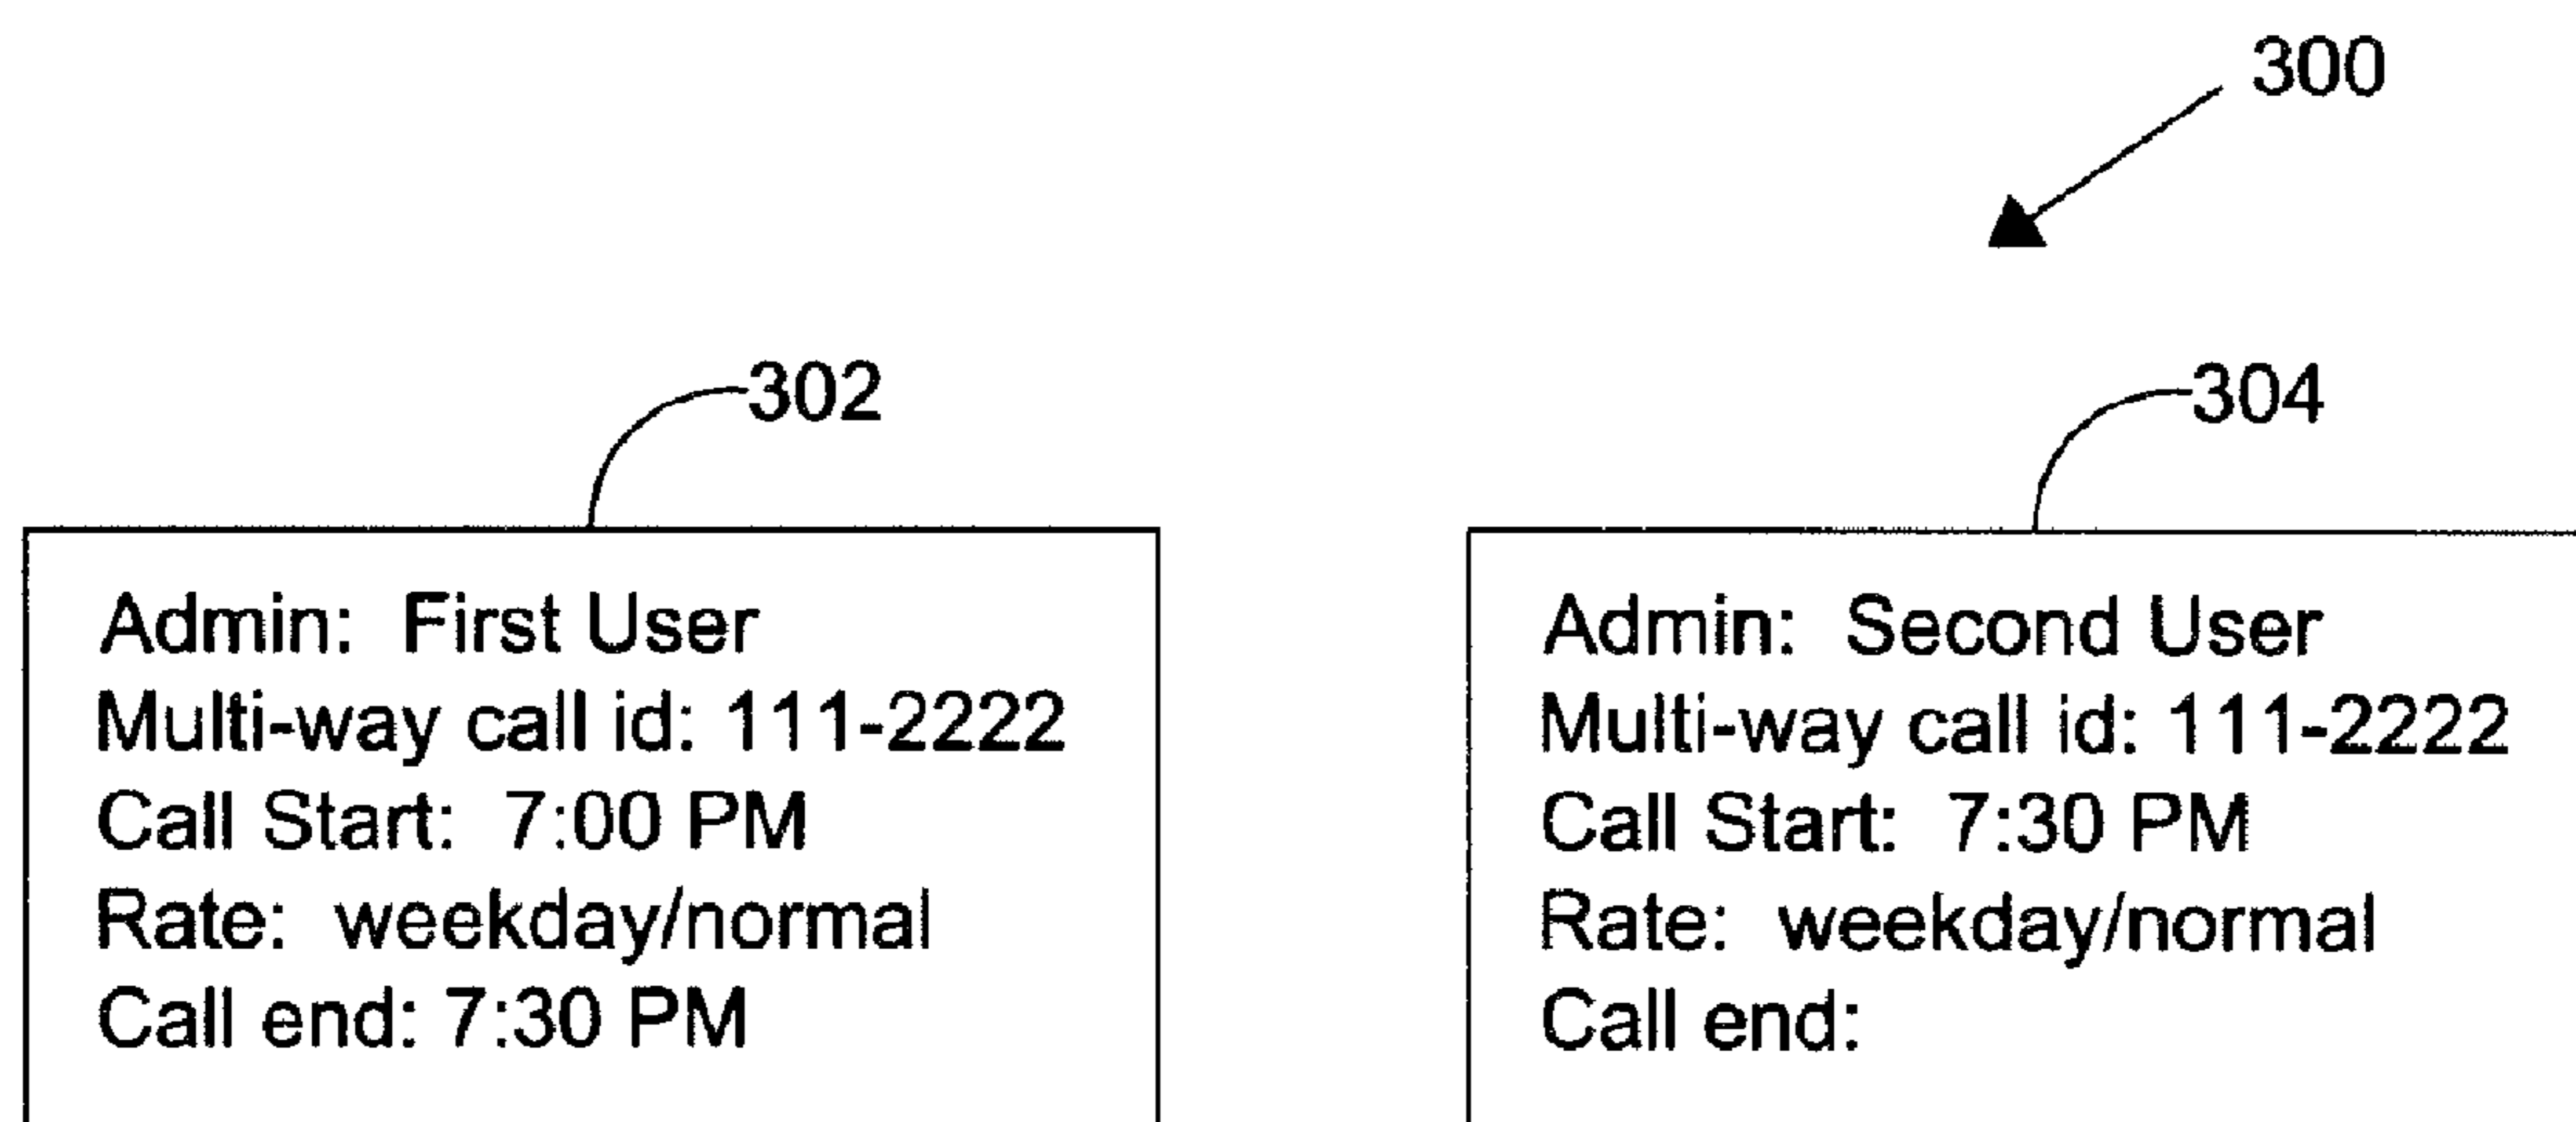 300
302
304
Admin: First User
Multi-way call id: 111-2222
Call Start: 7:00 PM
Rate: weekday/normal
Call end: 7:30 PM
Admin: Second User
Multi-way call id: 111-2222
Call Start: 7:30 PM
Rate: weekday/normal
Call end: